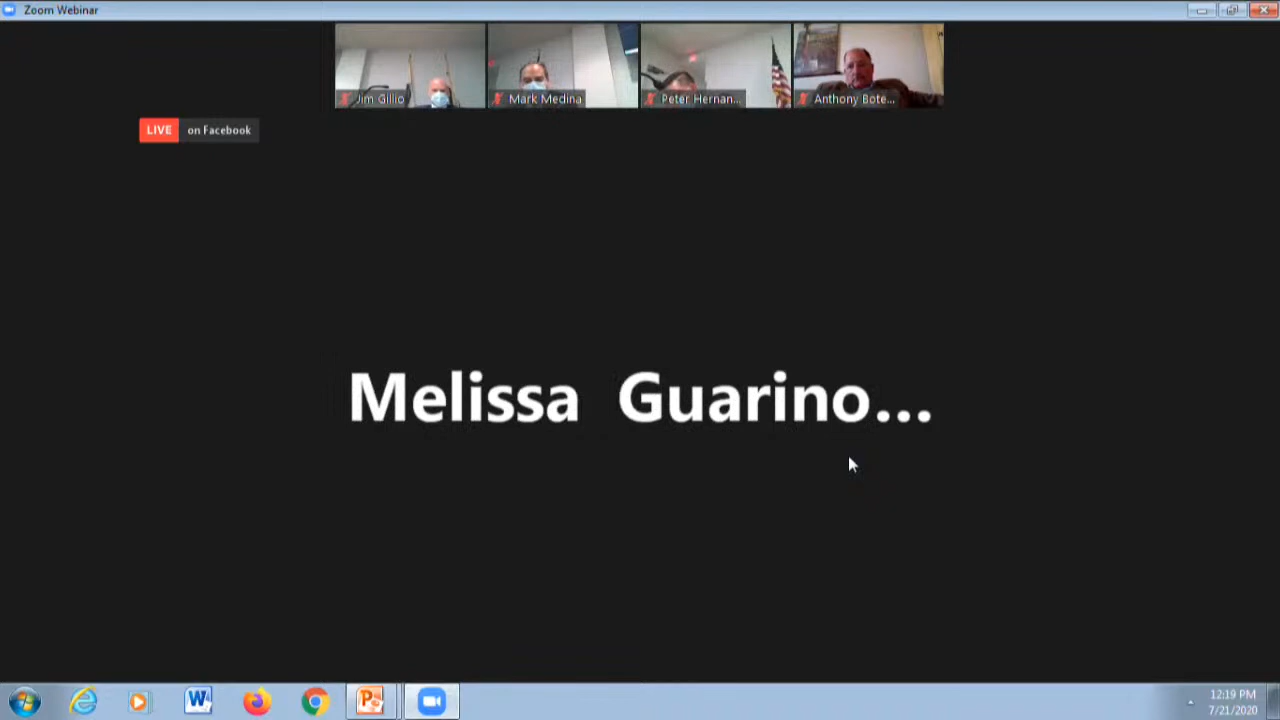 Zoom Webinar
Jim Gillio
Mark Medina
Peter Hernan...
Anthony Bote...
LIVE on Facebook
Melissa Guarino...
12:19 PM
7/21/2020